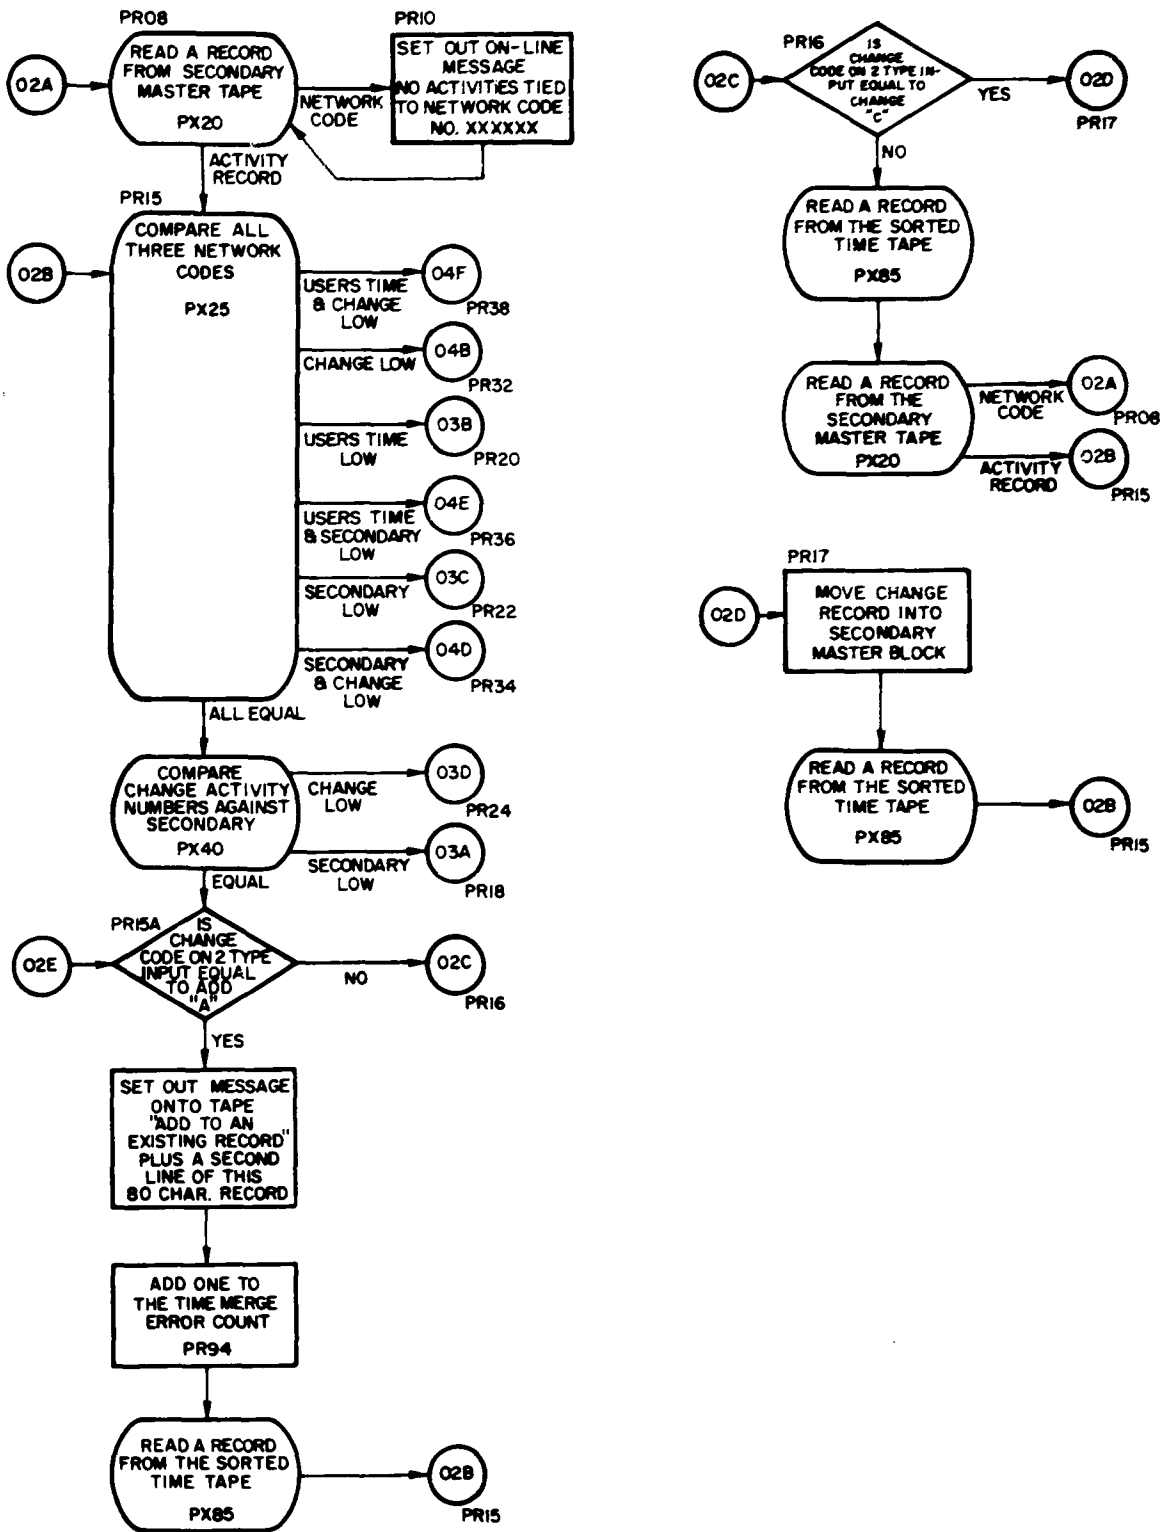 PR08
02A
READ A RECORD
FROM SECONDARY
MASTER TAPE
PX20
NETWORK
CODE
PR10
SET OUT ON-LINE
MESSAGE
NO ACTIVITIES TIED
TO NETWORK CODE
NO. XXXXXX
ACTIVITY
RECORD
PR15
02B
COMPARE ALL
THREE NETWORK
CODES
PX25
USERS TIME
& CHANGE
LOW
04F
PR38
CHANGE LOW
04B
PR32
USERS TIME
LOW
03B
PR20
USERS TIME
& SECONDARY
LOW
04E
PR36
SECONDARY
LOW
03C
PR22
SECONDARY
& CHANGE
LOW
04D
PR34
ALL EQUAL
COMPARE
CHANGE ACTIVITY
NUMBERS AGAINST
SECONDARY
PX40
CHANGE
LOW
03D
PR24
SECONDARY
LOW
03A
PR18
EQUAL
PR15A
02E
IS
CHANGE
CODE ON 2 TYPE
INPUT EQUAL
TO ADD
"A"
NO
02C
PR16
YES
SET OUT MESSAGE
ONTO TAPE
"ADD TO AN
EXISTING RECORD"
PLUS A SECOND
LINE OF THIS
80 CHAR. RECORD
ADD ONE TO
THE TIME MERGE
ERROR COUNT
PR94
READ A RECORD
FROM THE SORTED
TIME TAPE
PX85
02B
PR15
PR16
02C
IS
CHANGE
CODE ON 2 TYPE IN-
PUT EQUAL TO
CHANGE
"C"
YES
02D
PR17
NO
READ A RECORD
FROM THE SORTED
TIME TAPE
PX85
READ A RECORD
FROM THE
SECONDARY
MASTER TAPE
PX20
NETWORK
CODE
02A
PR08
ACTIVITY
RECORD
02B
PR15
PR17
02D
MOVE CHANGE
RECORD INTO
SECONDARY
MASTER BLOCK
READ A RECORD
FROM THE SORTED
TIME TAPE
PX85
02B
PR15